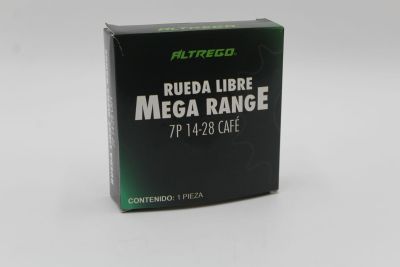 ALTREGO
RUEDA LIBRE
MEGA RANGE
7P 14-28 CAFÉ
CONTENIDO: 1 PIEZA